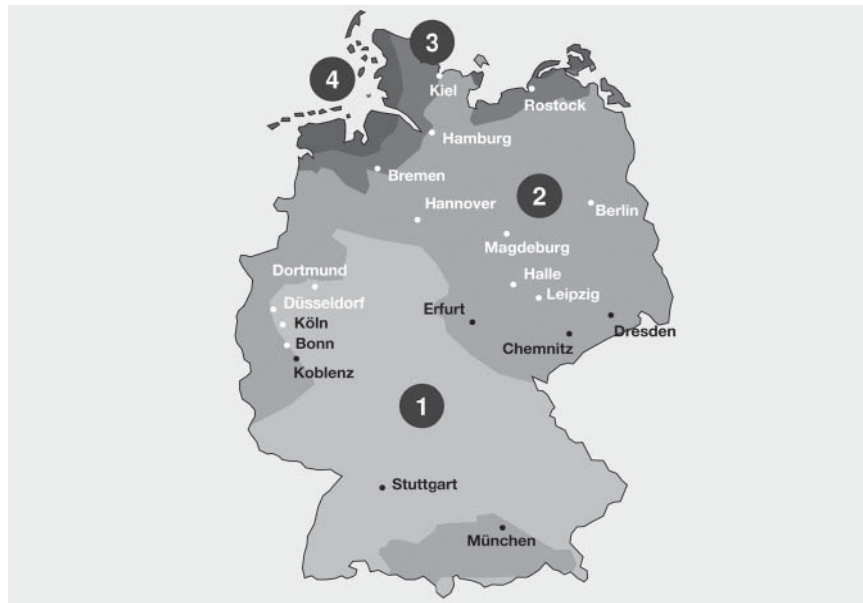 3
4
Kiel
Rostock
Hamburg
Bremen
2
Hannover
Berlin
Magdeburg
Dortmund
Halle
Düsseldorf
Leipzig
Erfurt
Köln
Dresden
Bonn
Chemnitz
Koblenz
1
Stuttgart
München